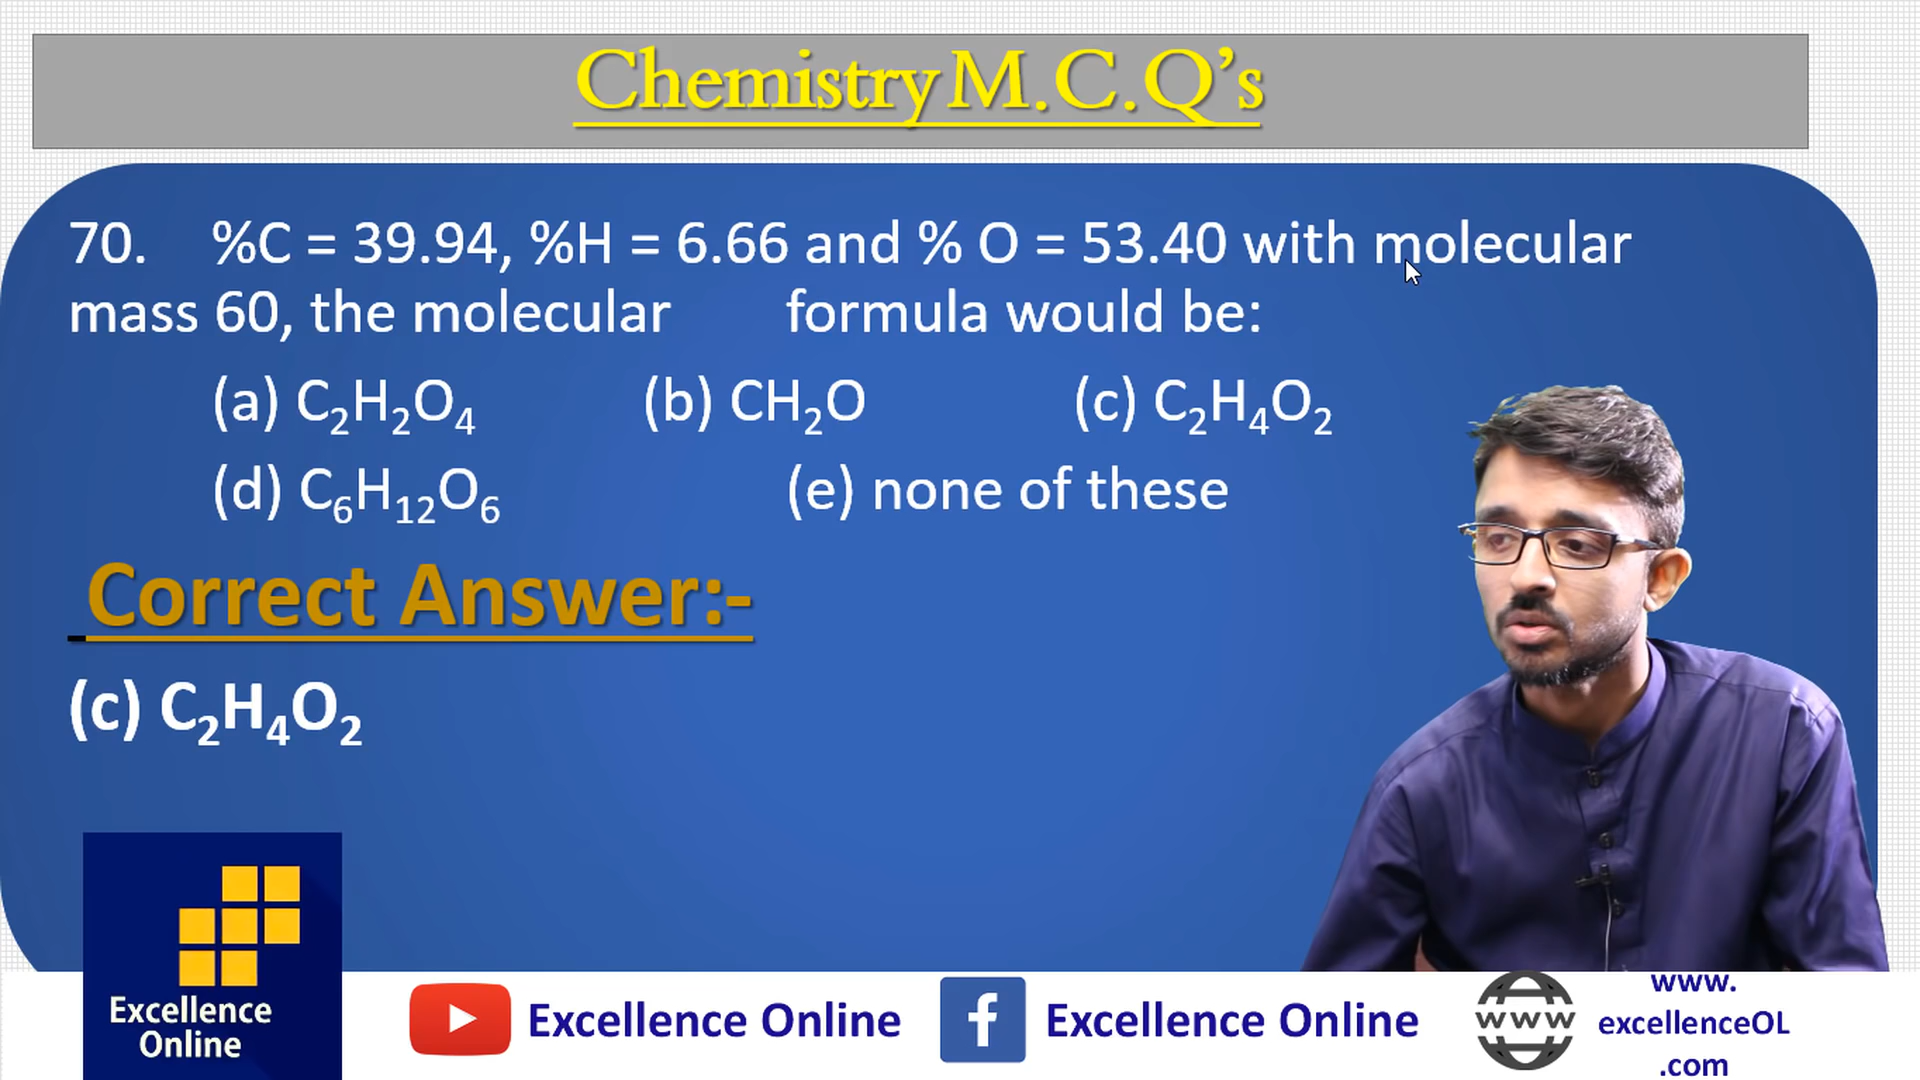 Chemistry M.C.Q’s
70. %C = 39.94, %H = 6.66 and % O = 53.40 with molecular
mass 60, the molecular formula would be:
(a) C₂H₂O₄ (b) CH₂O (c) C₂H₄O₂
(d) C₆H₁₂O₆ (e) none of these
Correct Answer:-
(c) C₂H₄O₂
Excellence
Online
Excellence Online
Excellence Online
www
www.
excellenceOL
.com